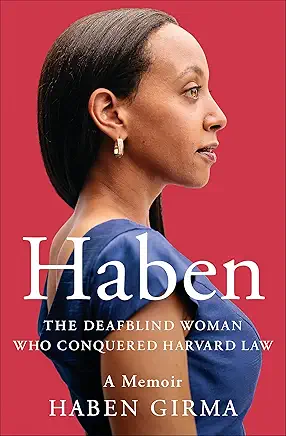 Haben
THE DEAFBLIND WOMAN
WHO CONQUERED HARVARD LAW
A Memoir
HABEN GIRMA